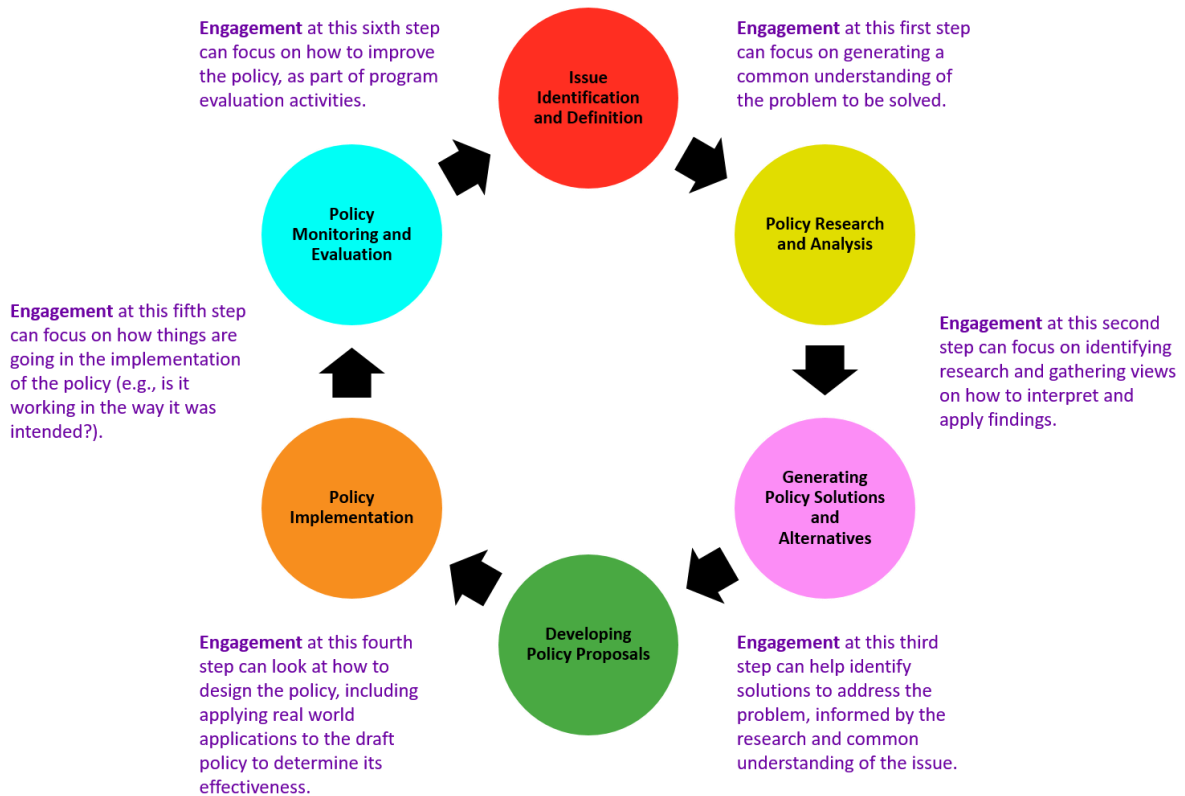 Issue
Identification
and Definition
Engagement at this first step
can focus on generating a
common understanding of
the problem to be solved.
Policy Research
and Analysis
Engagement at this second
step can focus on identifying
research and gathering views
on how to interpret and
apply findings.
Generating
Policy Solutions
and
Alternatives
Engagement at this third
step can help identify
solutions to address the
problem, informed by the
research and common
understanding of the issue.
Developing
Policy Proposals
Engagement at this fourth
step can look at how to
design the policy, including
applying real world
applications to the draft
policy to determine its
effectiveness.
Policy
Implementation
Engagement at this fifth step
can focus on how things are
going in the implementation
of the policy (e.g., is it
working in the way it was
intended?).
Policy
Monitoring and
Evaluation
Engagement at this sixth step
can focus on how to improve
the policy, as part of program
evaluation activities.